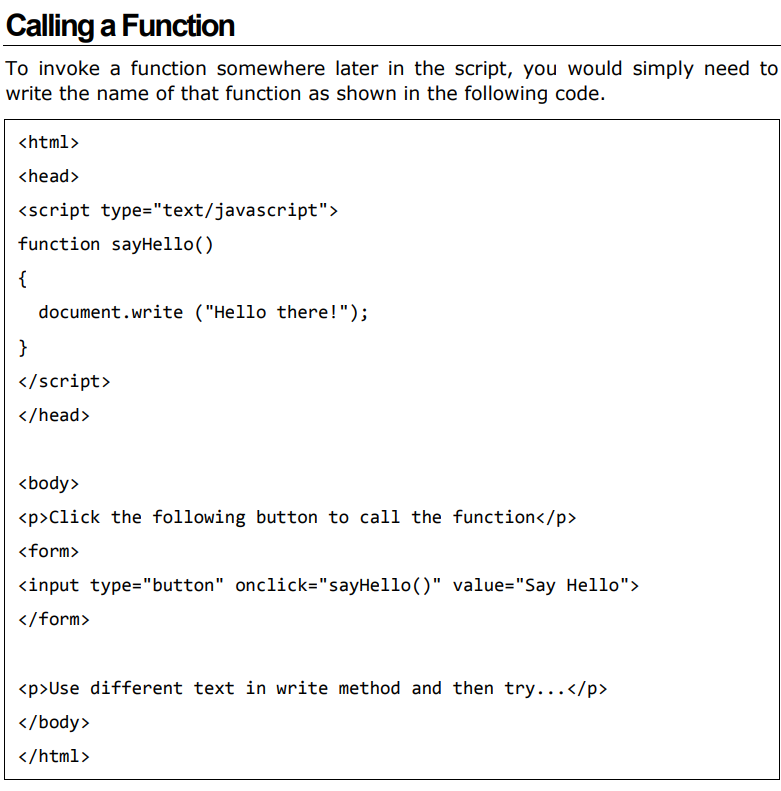 Calling a Function
To invoke a function somewhere later in the script, you would simply need to
write the name of that function as shown in the following code.
<html>
<head>
<script type="text/javascript">
function sayHello()
{
  document.write ("Hello there!");
}
</script>
</head>
<body>
<p>Click the following button to call the function</p>
<form>
<input type="button" onclick="sayHello()" value="Say Hello">
</form>
<p>Use different text in write method and then try...</p>
</body>
</html>